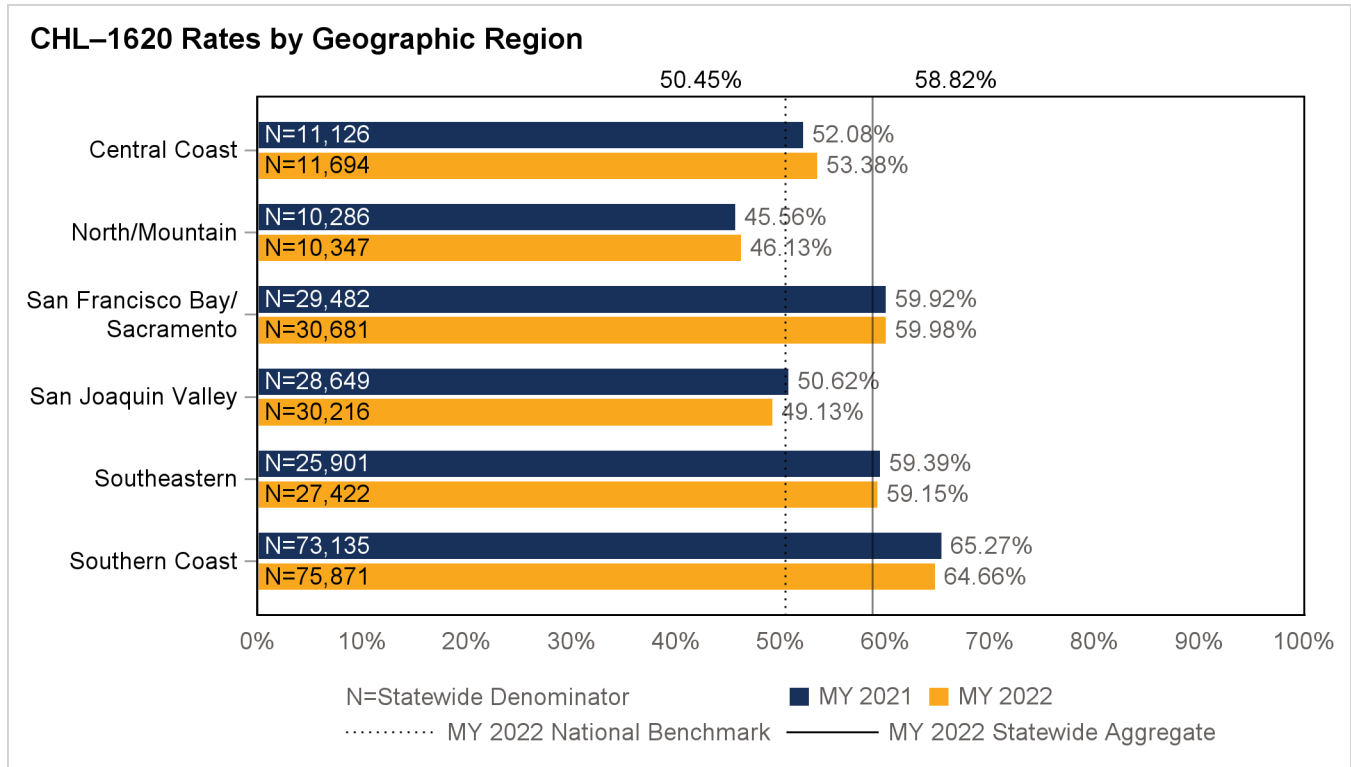 CHL–1620 Rates by Geographic Region
50.45% 58.82%
Central Coast
N=11,126 52.08%
N=11,694 53.38%
North/Mountain
N=10,286 45.56%
N=10,347 46.13%
San Francisco Bay/
Sacramento
N=29,482 59.92%
N=30,681 59.98%
San Joaquin Valley
N=28,649 50.62%
N=30,216 49.13%
Southeastern
N=25,901 59.39%
N=27,422 59.15%
Southern Coast
N=73,135 65.27%
N=75,871 64.66%
0% 10% 20% 30% 40% 50% 60% 70% 80% 90% 100%
N=Statewide Denominator MY 2021 MY 2022
MY 2022 National Benchmark MY 2022 Statewide Aggregate